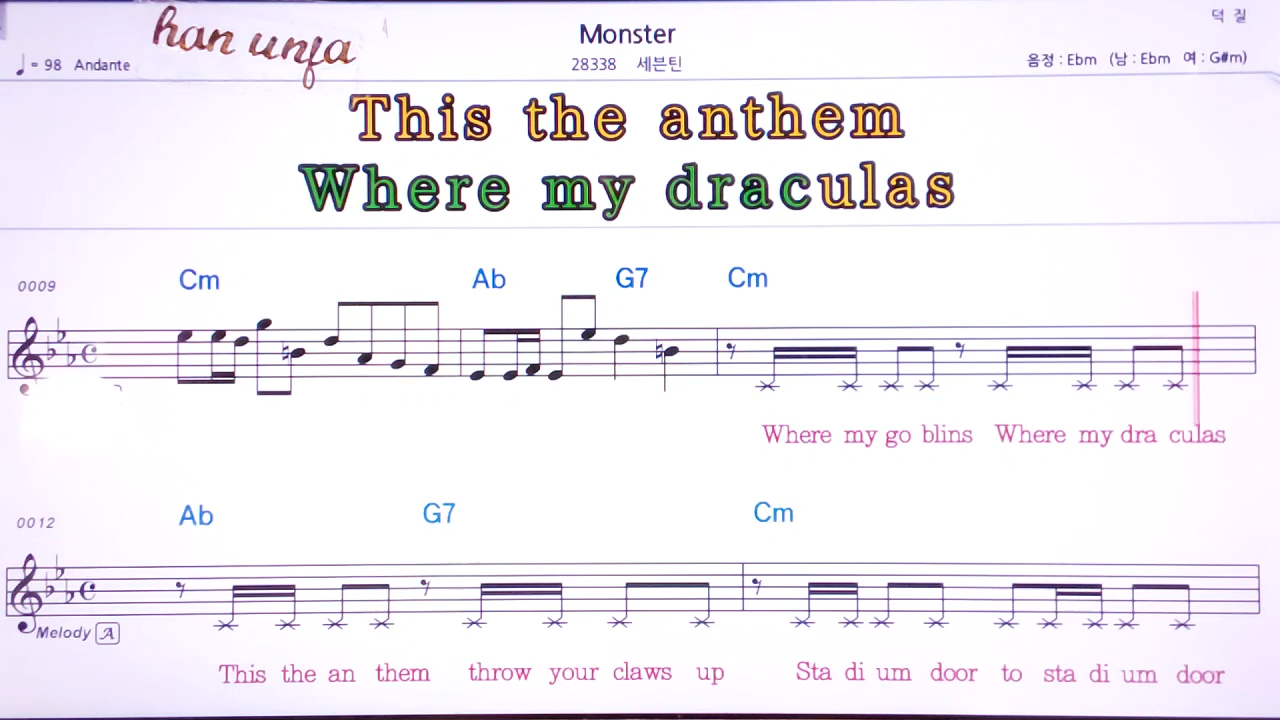 han unfa
Monster
덕 질
♩= 98 Andante
28338 세븐틴
음정 : Ebm (남 : Ebm 여 : G#m)
This the anthem
Where my draculas
0009
Cm Ab G7 Cm
Where my go blins Where my dra culas
0012
Ab G7 Cm
Melody A
This the an them throw your claws up Sta di um door to sta di um door